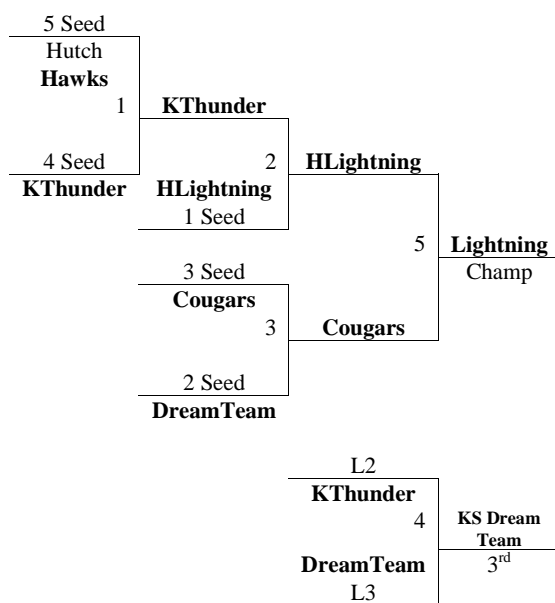 5 Seed
Hutch
Hawks
1
KThunder
4 Seed
KThunder
2
HLightning
HLightning
1 Seed
5
Lightning
Champ
3 Seed
Cougars
3
Cougars
2 Seed
DreamTeam
L2
KThunder
4
KS Dream
Team
3rd
DreamTeam
L3